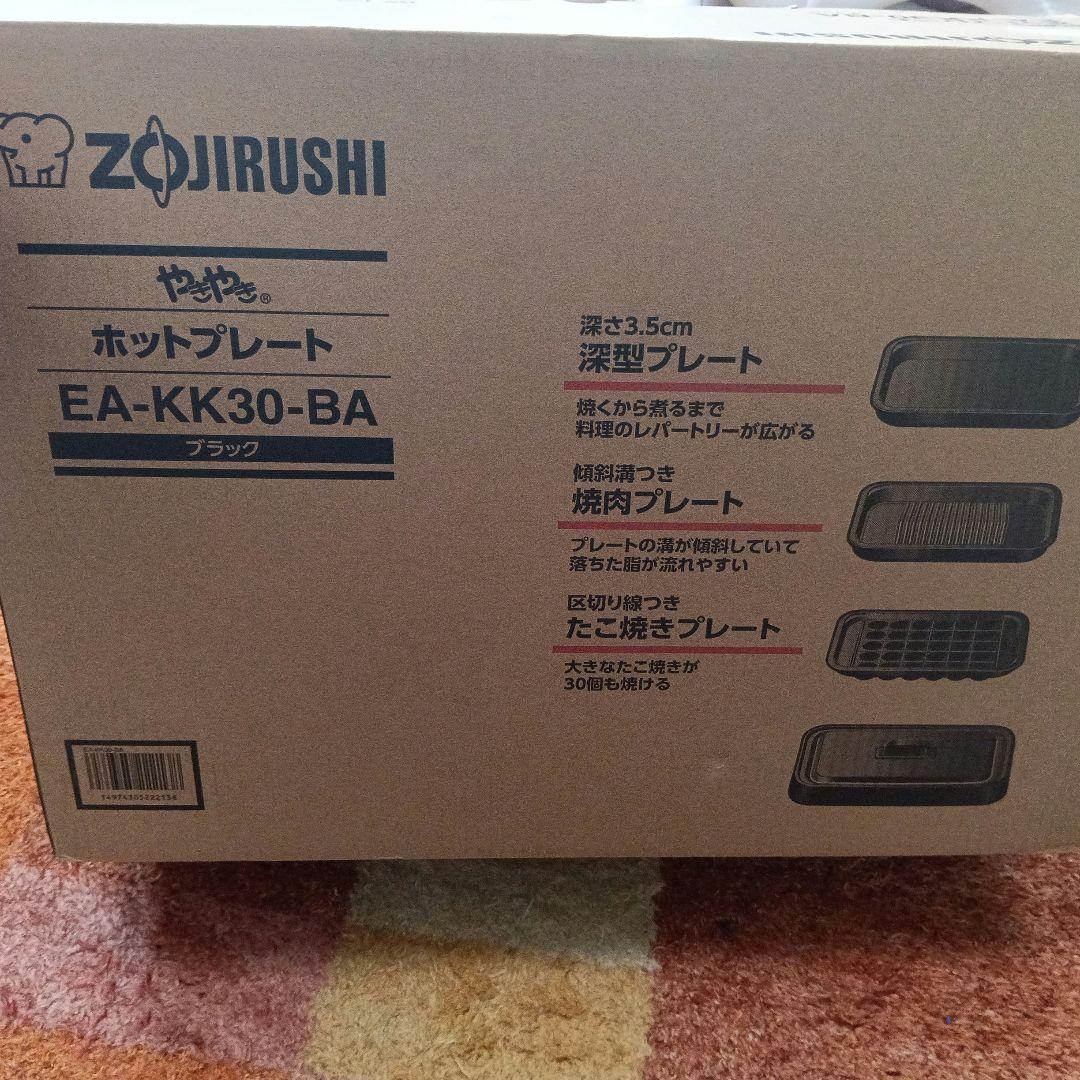 ZOJIRUSHI
やきやき®
ホットプレート
EA-KK30-BA
ブラック
深さ3.5cm
深型プレート
焼くから煮るまで
料理のレパートリーが広がる
傾斜溝つき
焼肉プレート
プレートの溝が傾斜していて
落ちた脂が流れやすい
区切り線つき
たこ焼きプレート
大きなたこ焼きが
30個も焼ける
EA-KK30-BA